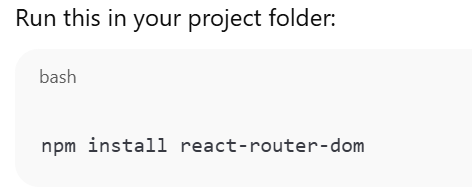 Run this in your project folder:
bash
npm install react-router-dom